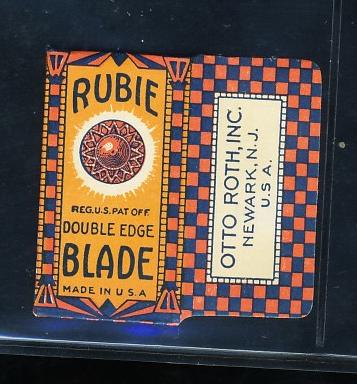 RUBIE
REG. U.S. PAT OFF
DOUBLE EDGE
BLADE
MADE IN U.S.A
OTTO ROTH, INC.
NEWARK. N. J.
U.S.A.